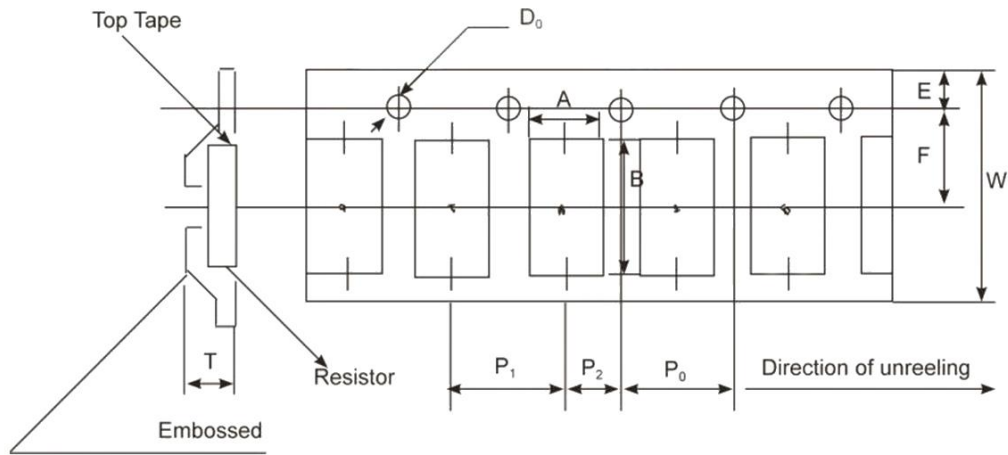 Top Tape
D₀
A
E
F
B
W
T
Resistor
P₁
P₂
P₀
Direction of unreeling
Embossed